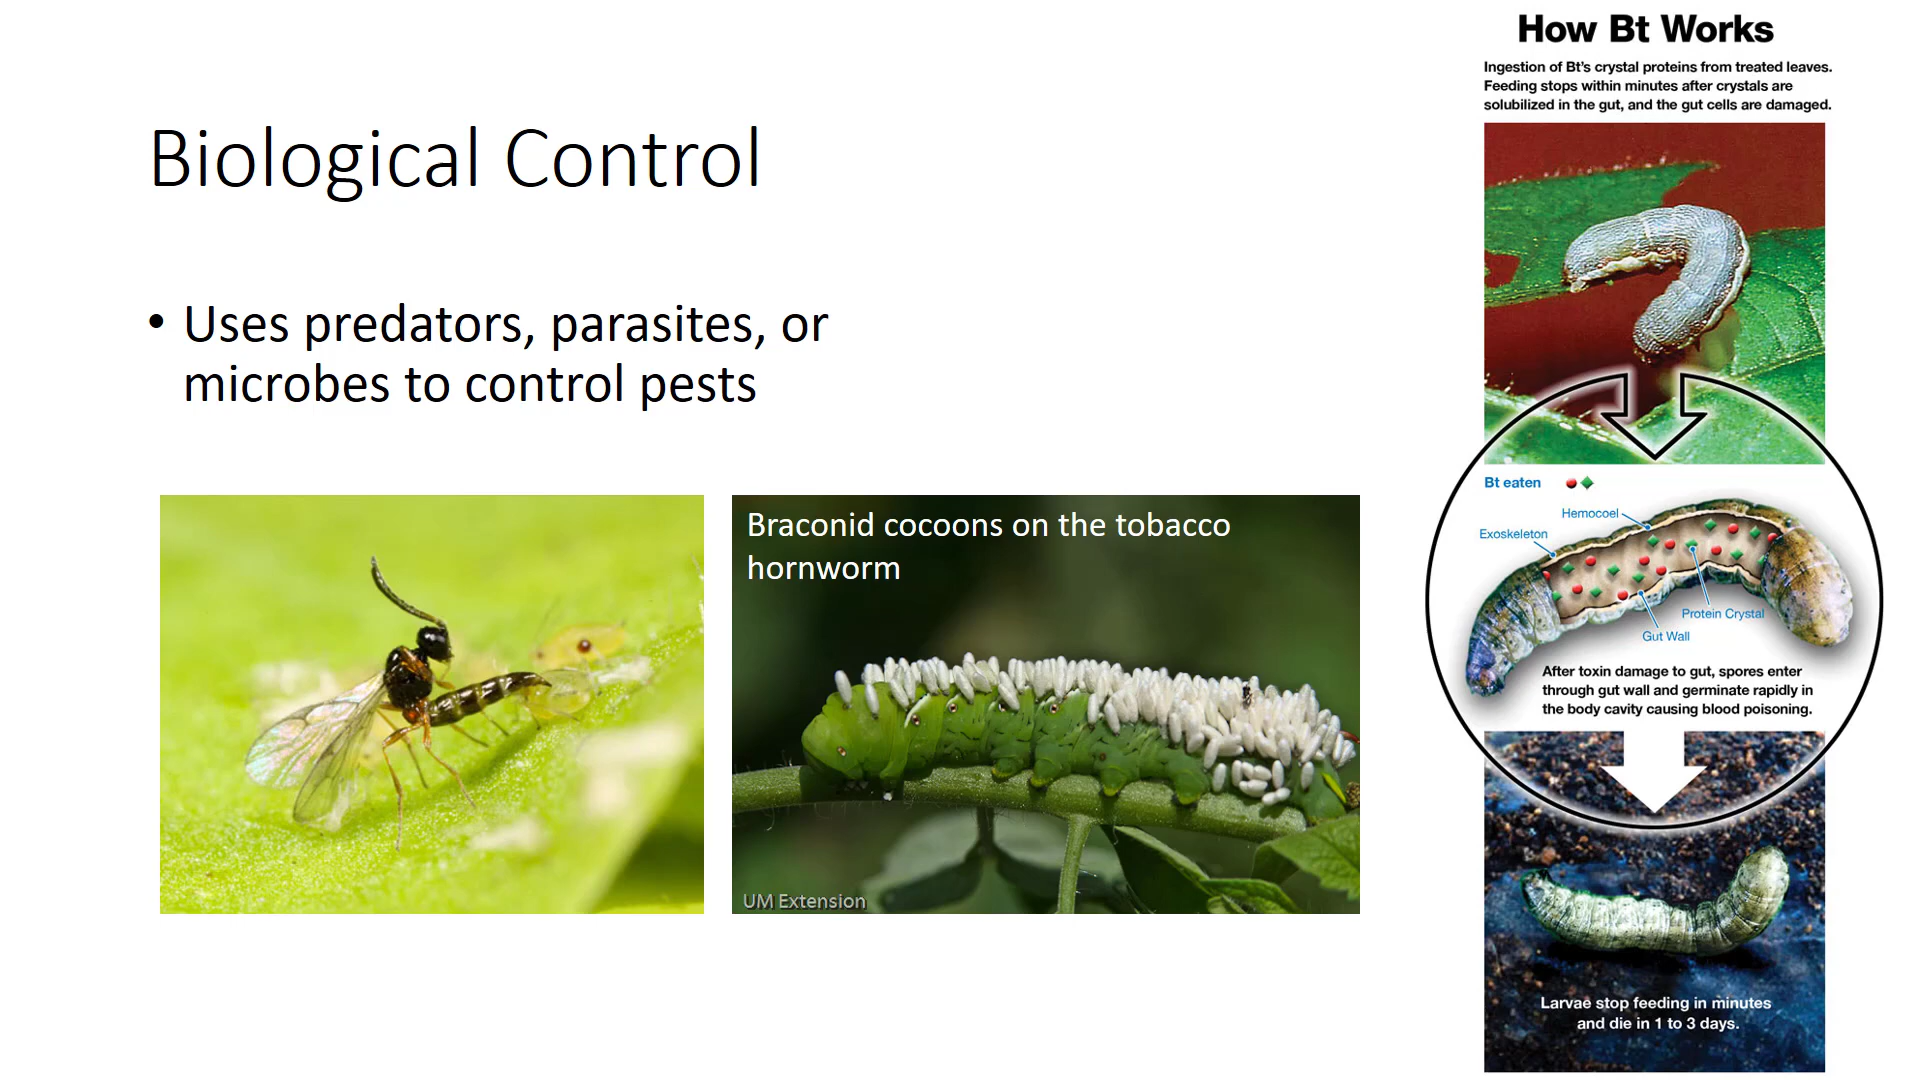 Biological Control
• Uses predators, parasites, or
microbes to control pests
Braconid cocoons on the tobacco
hornworm
UM Extension
How Bt Works
Ingestion of Bt's crystal proteins from treated leaves.
Feeding stops within minutes after crystals are
solubilized in the gut, and the gut cells are damaged.
Bt eaten
Hemocoel
Exoskeleton
Protein Crystal
Gut Wall
After toxin damage to gut, spores enter
through gut wall and germinate rapidly in
the body cavity causing blood poisoning.
Larvae stop feeding in minutes
and die in 1 to 3 days.